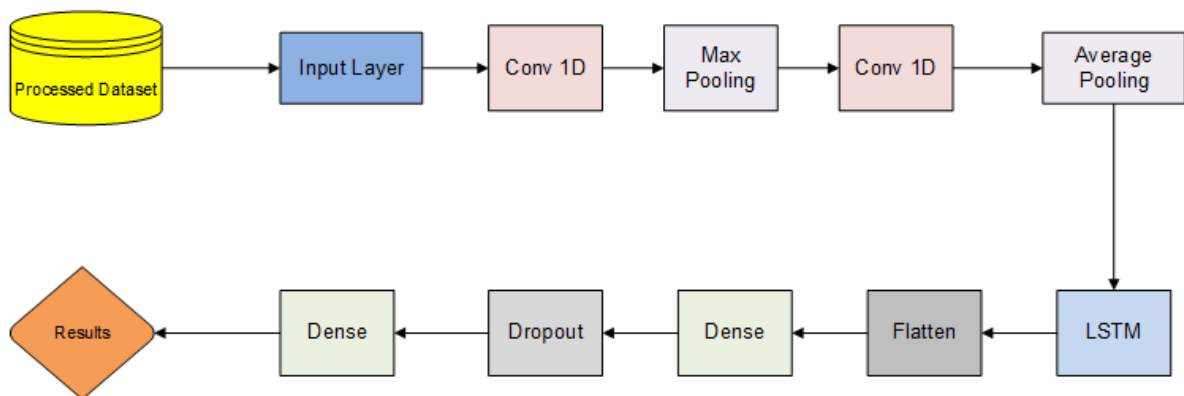 Processed Dataset
Input Layer
Conv 1D
Max
Pooling
Conv 1D
Average
Pooling
LSTM
Flatten
Dense
Dropout
Dense
Results